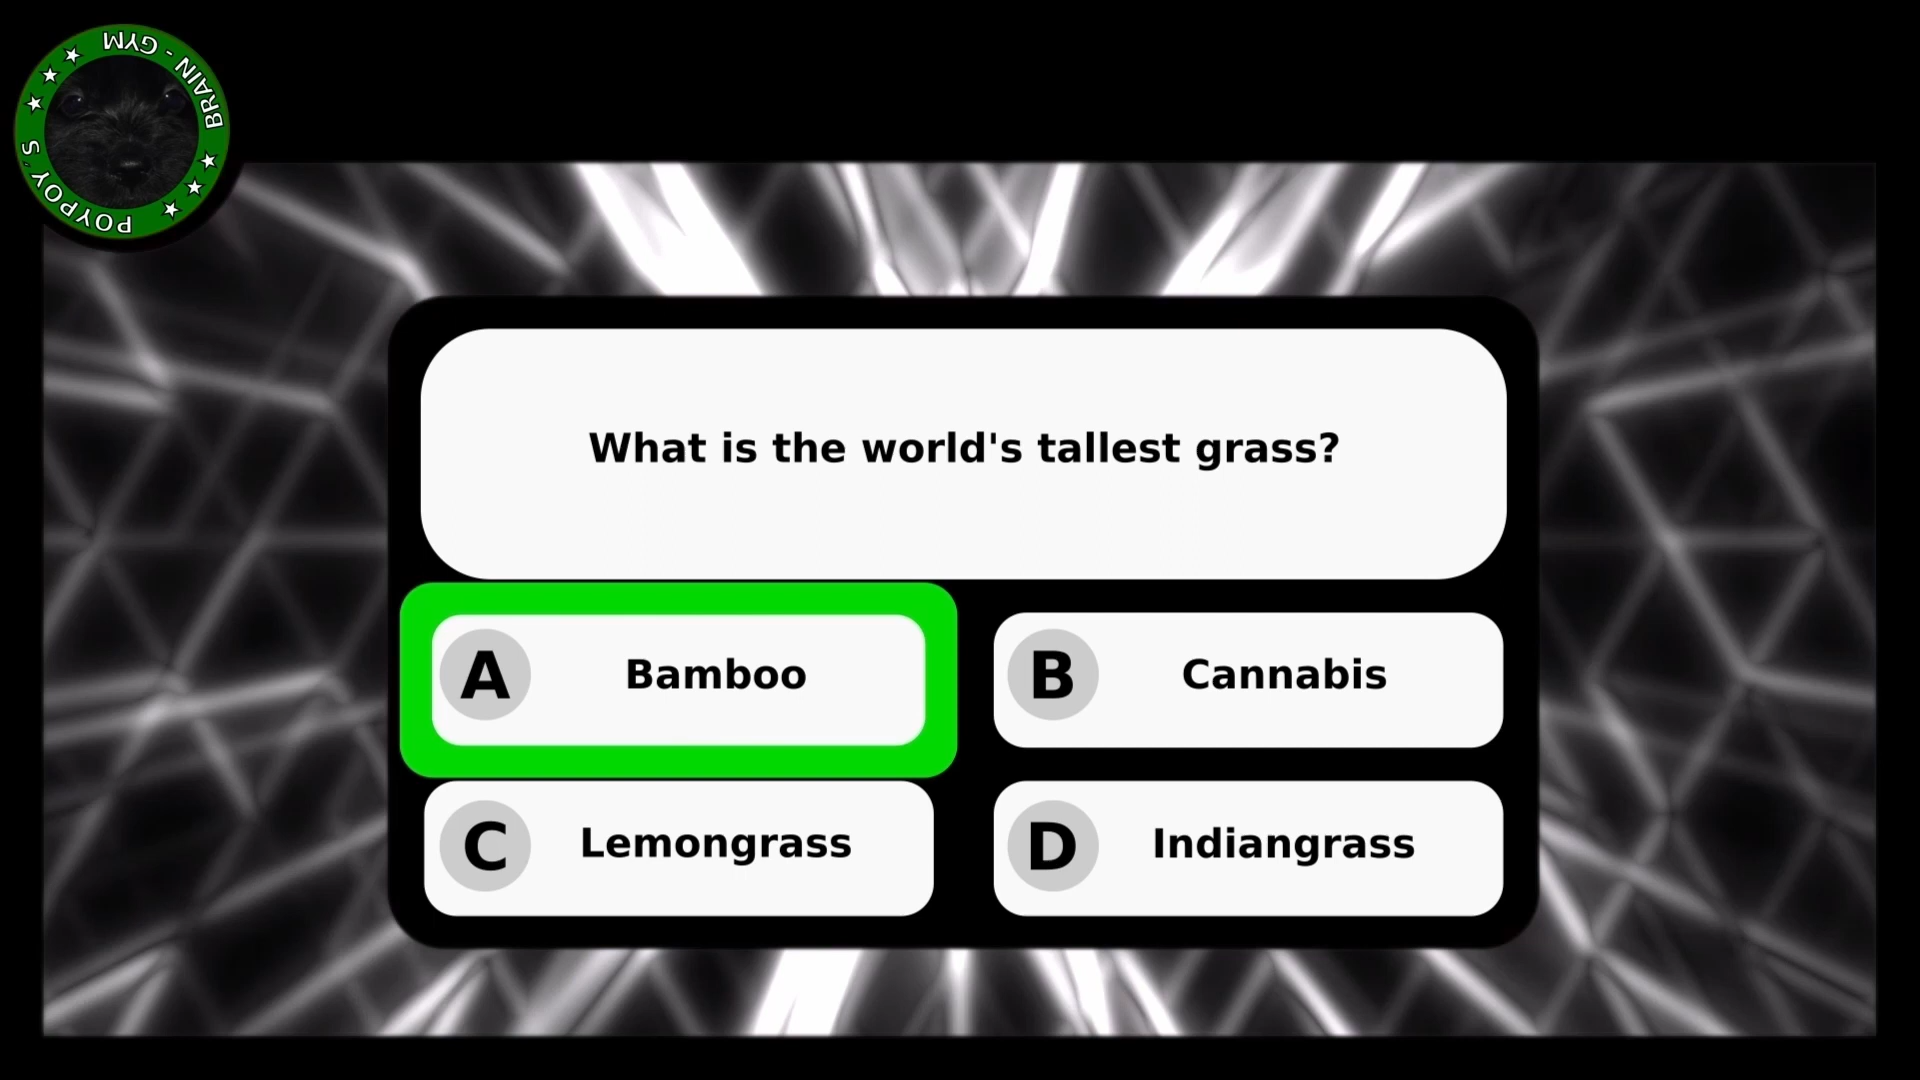 POYPOY´S
BRAIN - GYM
What is the world's tallest grass?
A Bamboo
B Cannabis
C Lemongrass
D Indiangrass